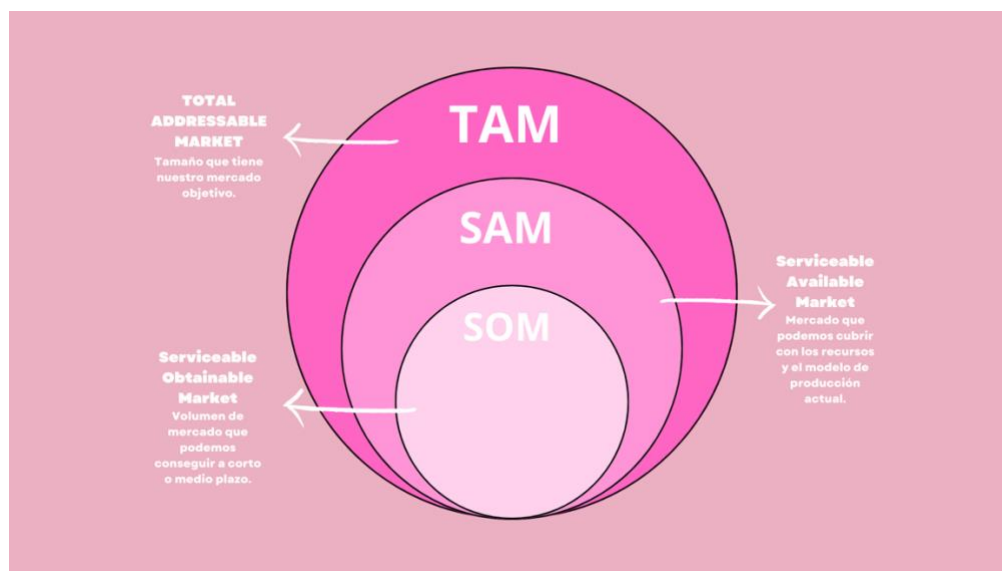 TAM
SAM
SOM
TOTAL
ADDRESSABLE
MARKET
Tamaño que tiene
nuestro mercado
objetivo.
Serviceable
Available
Market
Mercado que
podemos cubrir
con los recursos
y el modelo de
producción
actual.
Serviceable
Obtainable
Market
Volumen de
mercado que
podemos
conseguir a corto
o medio plazo.